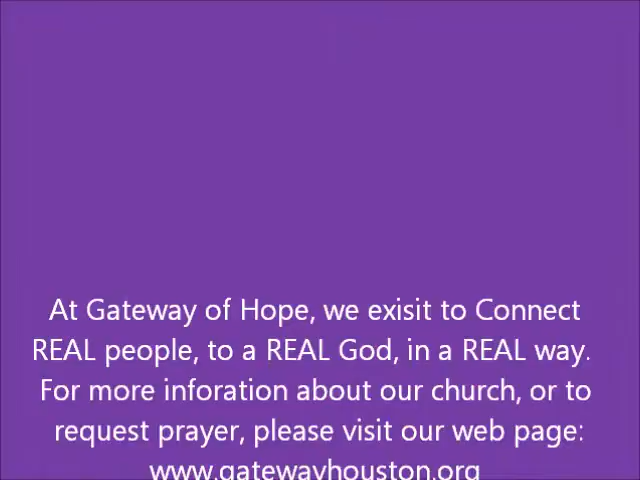 At Gateway of Hope, we exisit to Connect
REAL people, to a REAL God, in a REAL way.
For more inforation about our church, or to
request prayer, please visit our web page:
www.gatewayhouston.org